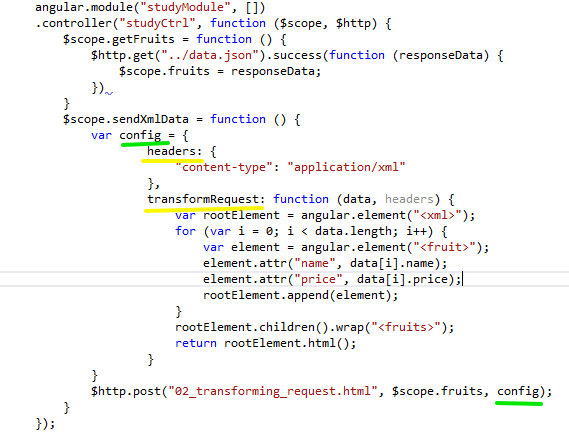 angular.module("studyModule", [])
.controller("studyCtrl", function ($scope, $http) {
$scope.getFruits = function () {
$http.get("../data.json").success(function (responseData) {
$scope.fruits = responseData;
})
}
$scope.sendXmlData = function () {
var config = {
headers: {
"content-type": "application/xml"
},
transformRequest: function (data, headers) {
var rootElement = angular.element("<xml>");
for (var i = 0; i < data.length; i++) {
var element = angular.element("<fruit>");
element.attr("name", data[i].name);
element.attr("price", data[i].price);
rootElement.append(element);
}
rootElement.children().wrap("<fruits>");
return rootElement.html();
}
}
$http.post("02_transforming_request.html", $scope.fruits, config);
}
});